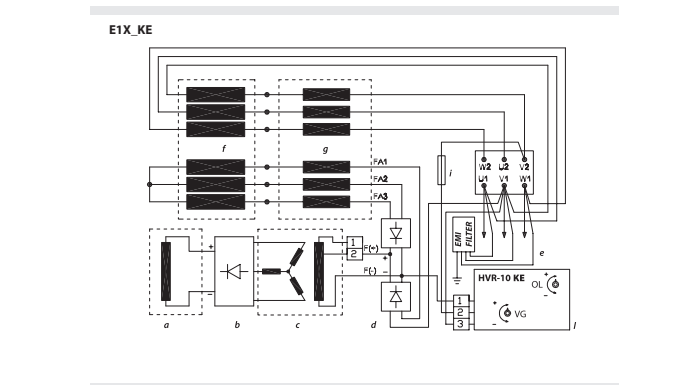 E1X_KE
f
g
FA1
FA2
FA3
i
W2 U2 V2
U1 V1 W1
EMI
FILTER
e
1
2
F(+)
+
−
F(-)
+
−
a
b
c
d
HVR-10 KE
OL
+
−
1
2
3
VG
+
−
l